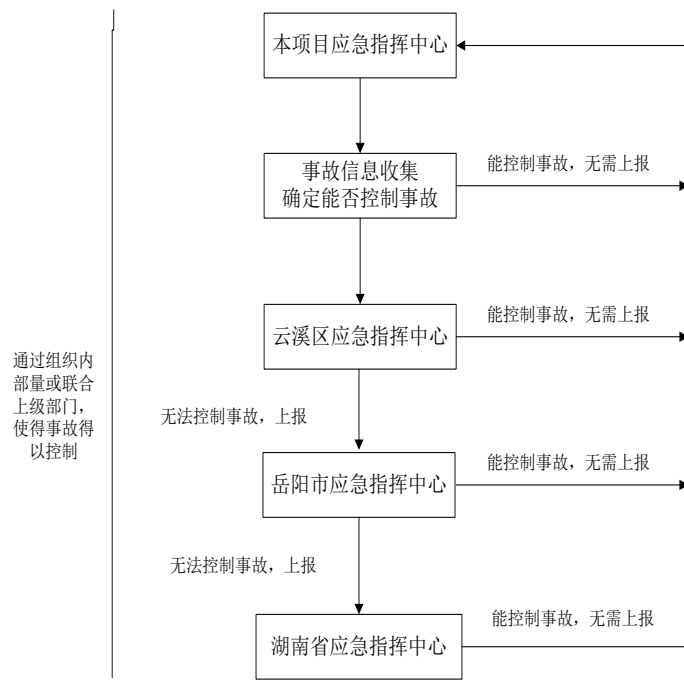 本项目应急指挥中心
事故信息收集
确定能否控制事故
能控制事故，无需上报
云溪区应急指挥中心
能控制事故，无需上报
通过组织内
部量或联合
上级部门，
使得事故得
以控制
无法控制事故，上报
岳阳市应急指挥中心
能控制事故，无需上报
无法控制事故，上报
湖南省应急指挥中心
能控制事故，无需上报